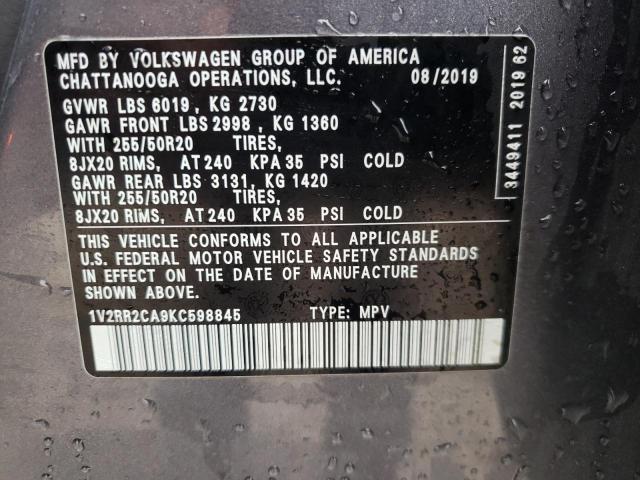 MFD BY VOLKSWAGEN GROUP OF AMERICA
CHATTANOOGA OPERATIONS, LLC. 08/2019
GVWR LBS 6019, KG 2730
GAWR FRONT LBS 2998, KG 1360
WITH 255/50R20 TIRES,
8JX20 RIMS, AT 240 KPA 35 PSI COLD
GAWR REAR LBS 3131, KG 1420
WITH 255/50R20 TIRES,
8JX20 RIMS, AT 240 KPA 35 PSI COLD
THIS VEHICLE CONFORMS TO ALL APPLICABLE
U.S. FEDERAL MOTOR VEHICLE SAFETY STANDARDS
IN EFFECT ON THE DATE OF MANUFACTURE
SHOWN ABOVE.
1V2RR2CA9KC598845 TYPE: MPV
3449411 2019 62